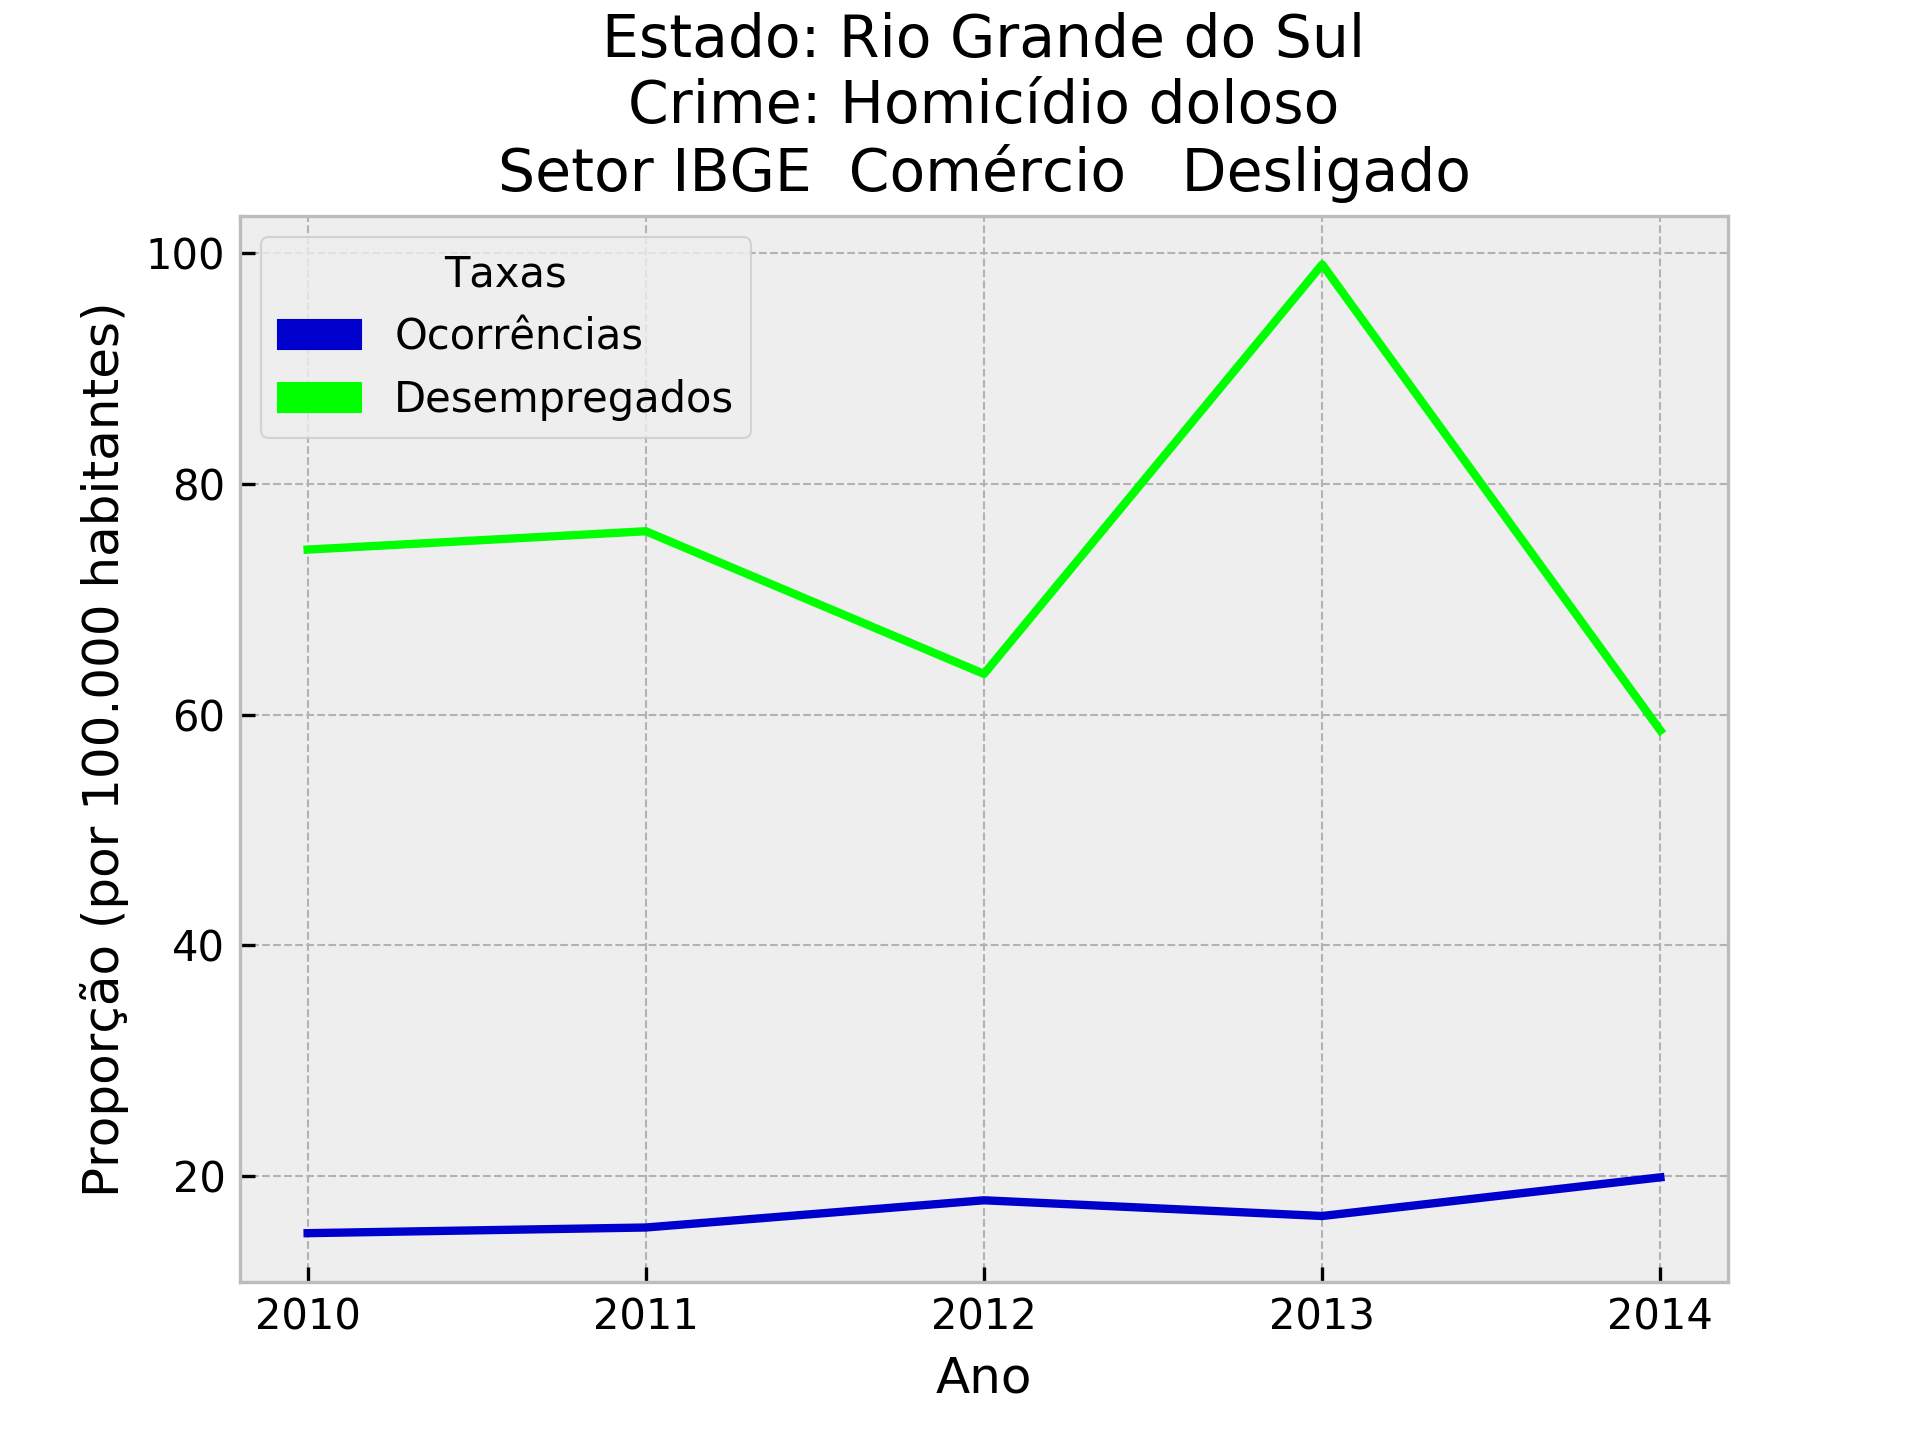 Estado: Rio Grande do Sul
Crime: Homicídio doloso
Setor IBGE  Comércio   Desligado
Taxas
Ocorrências
Desempregados
Proporção (por 100.000 habitantes)
100
80
60
40
20
2010 2011 2012 2013 2014
Ano